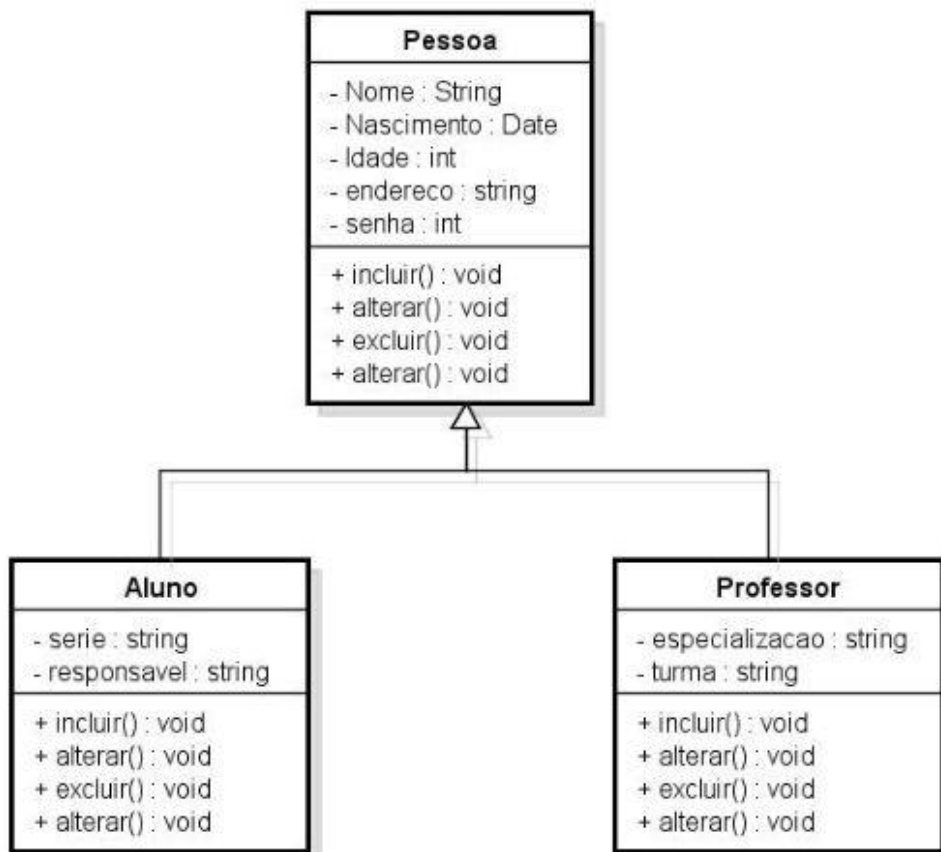 Pessoa
- Nome : String
- Nascimento : Date
- Idade : int
- endereco : string
- senha : int
+ incluir() : void
+ alterar() : void
+ excluir() : void
+ alterar() : void
Aluno
- serie : string
- responsavel : string
+ incluir() : void
+ alterar() : void
+ excluir() : void
+ alterar() : void
Professor
- especializacao : string
- turma : string
+ incluir() : void
+ alterar() : void
+ excluir() : void
+ alterar() : void